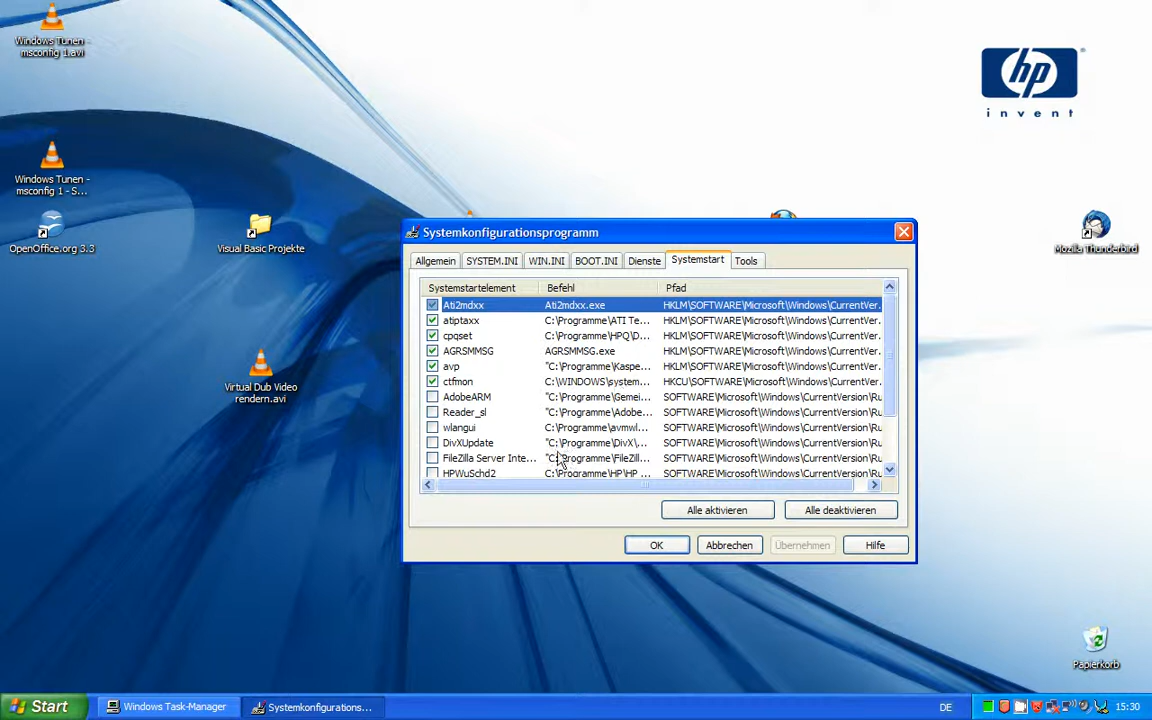 Windows Tunen -
msconfig 1.avi
hp
invent
Windows Tunen -
msconfig 1 - S...
OpenOffice.org 3.3
Visual Basic Projekte
Mozilla Thunderbird
Virtual Dub Video
rendern.avi
Systemkonfigurationsprogramm
Allgemein SYSTEM.INI WIN.INI BOOT.INI Dienste Systemstart Tools
Systemstartelement Befehl Pfad
Ati2mdxx Ati2mdxx.exe HKLM\SOFTWARE\Microsoft\Windows\CurrentVer.
atiptaxx C:\Programme\ATI Te... HKLM\SOFTWARE\Microsoft\Windows\CurrentVer.
cpqset C:\Programme\HPQ\D... HKLM\SOFTWARE\Microsoft\Windows\CurrentVer.
AGRSMMSG AGRSMMSG.exe HKLM\SOFTWARE\Microsoft\Windows\CurrentVer.
avp "C:\Programme\Kaspe... HKLM\SOFTWARE\Microsoft\Windows\CurrentVer.
ctfmon C:\WINDOWS\system... HKCU\SOFTWARE\Microsoft\Windows\CurrentVer.
AdobeARM "C:\Programme\Gemei... SOFTWARE\Microsoft\Windows\CurrentVersion\Ru
Reader_sl "C:\Programme\Adobe... SOFTWARE\Microsoft\Windows\CurrentVersion\Ru
wlangui C:\Programme\avmwl... SOFTWARE\Microsoft\Windows\CurrentVersion\Ru
DivXUpdate "C:\Programme\DivX\... SOFTWARE\Microsoft\Windows\CurrentVersion\Ru
FileZilla Server Inte... "C:\Programme\FileZill... SOFTWARE\Microsoft\Windows\CurrentVersion\Ru
HPWuSchd2 C:\Programme\HP\HP ... SOFTWARE\Microsoft\Windows\CurrentVersion\Ru
Alle aktivieren Alle deaktivieren
OK Abbrechen Übernehmen Hilfe
Papierkorb
Start Windows Task-Manager Systemkonfigurations... DE 15:30